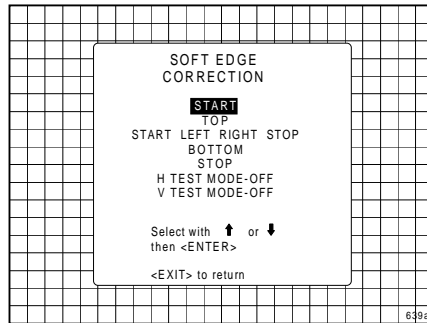 SOFT EDGE
CORRECTION
START
TOP
START LEFT RIGHT STOP
BOTTOM
STOP
H TEST MODE-OFF
V TEST MODE-OFF
Select with ⬆ or ⬇
then <ENTER>
<EXIT> to return
639a